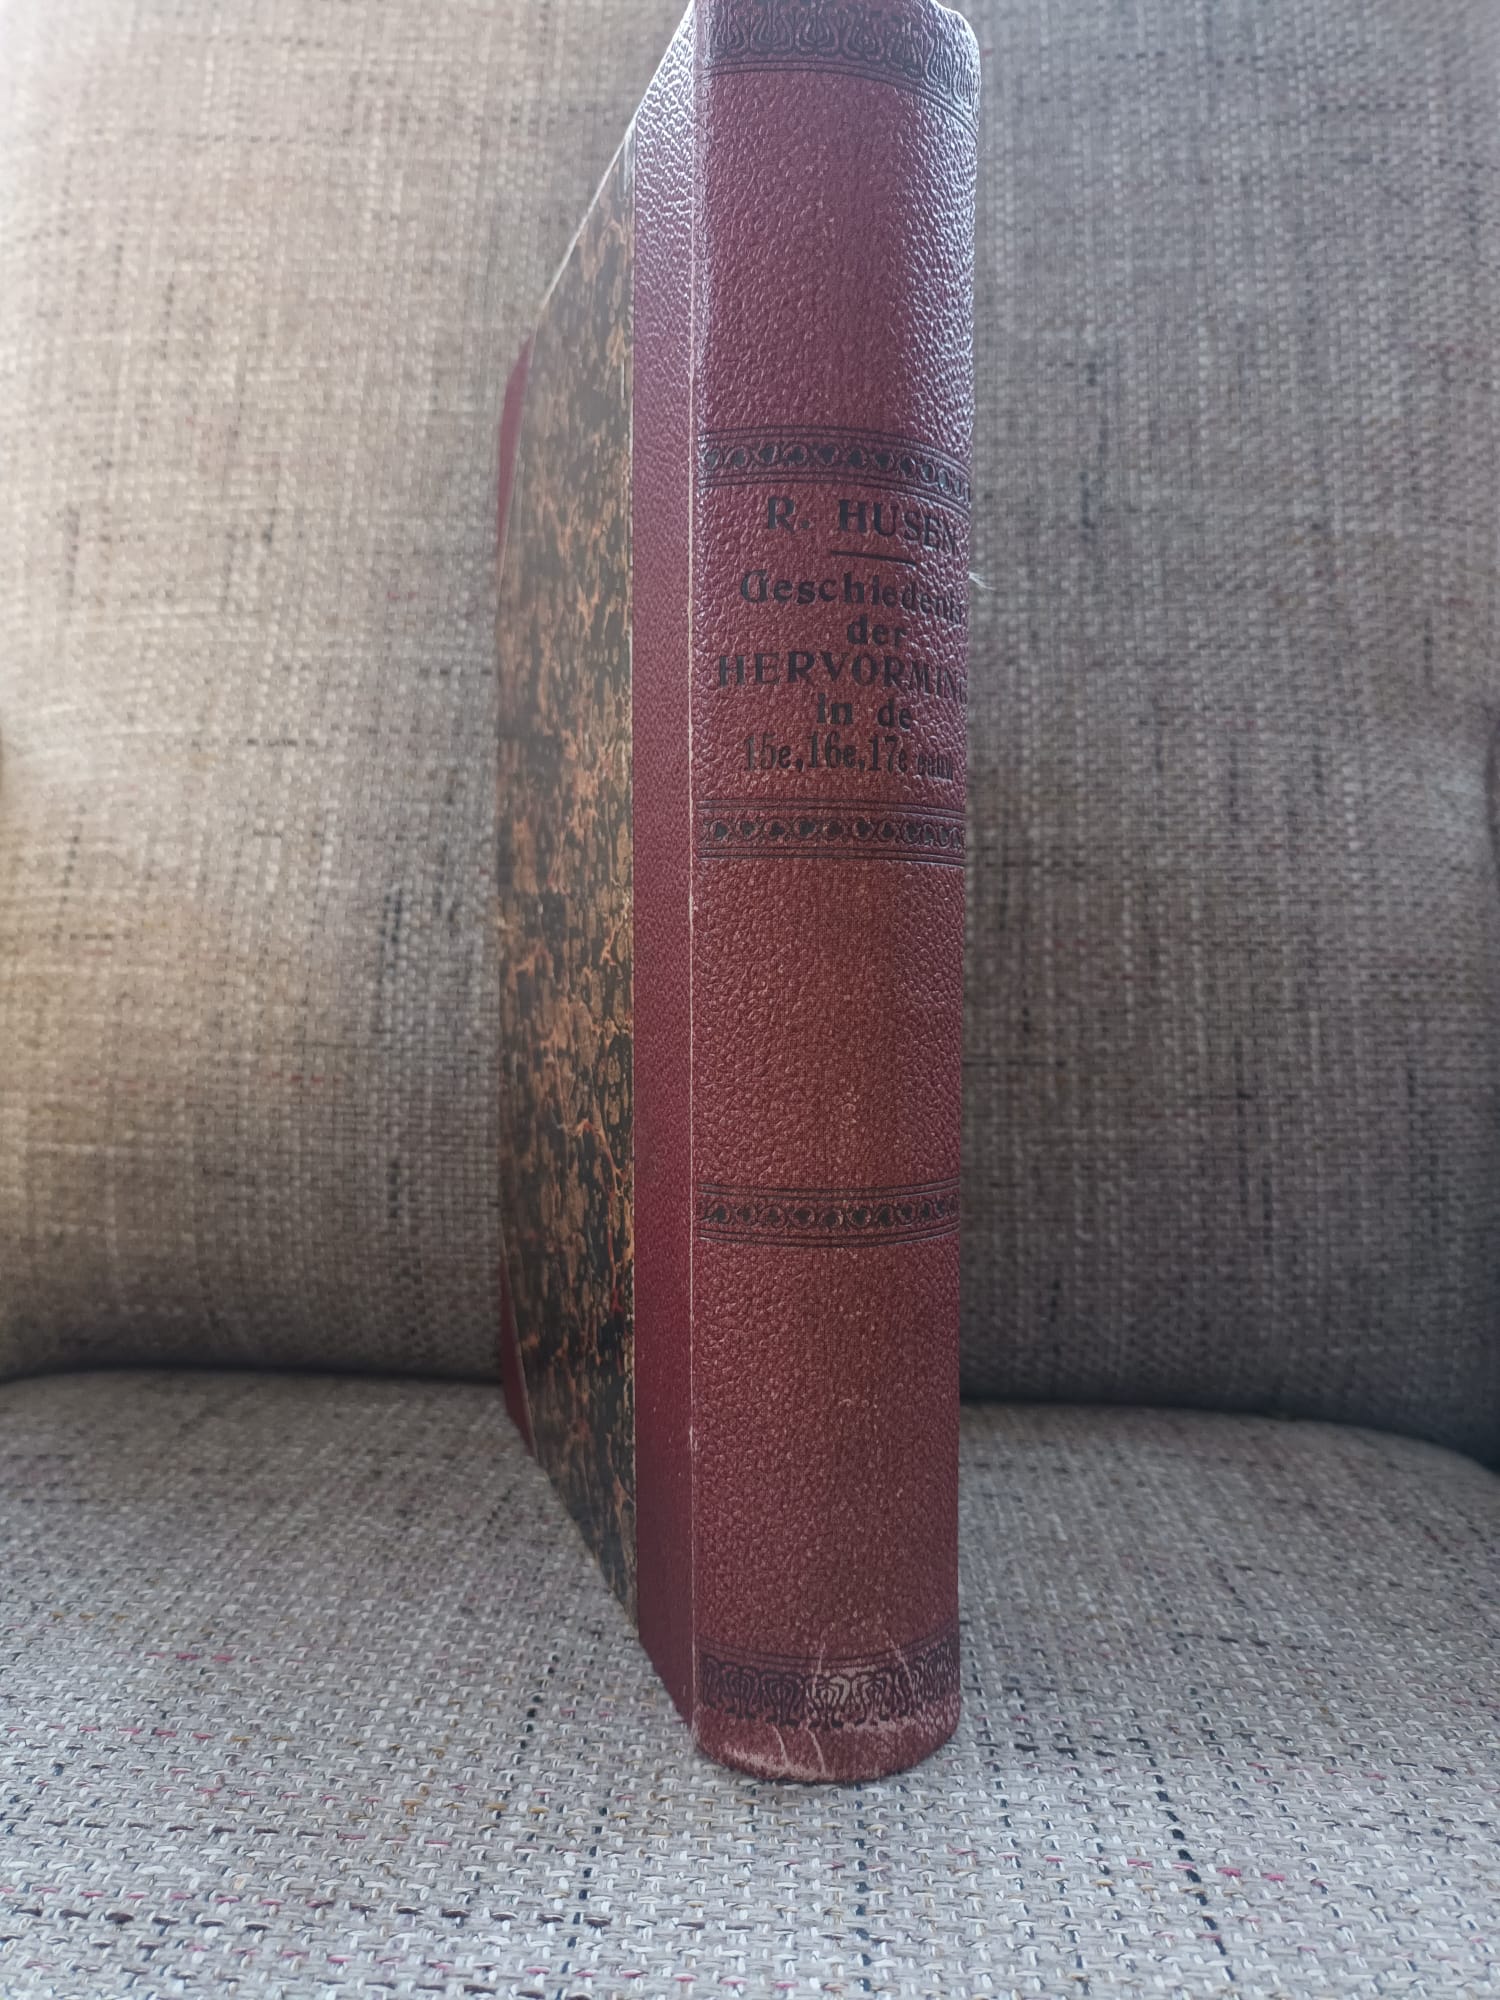 R. HUSEN
Geschiedenis
der
HERVORMING
in de
15e, 16e, 17e eeuw